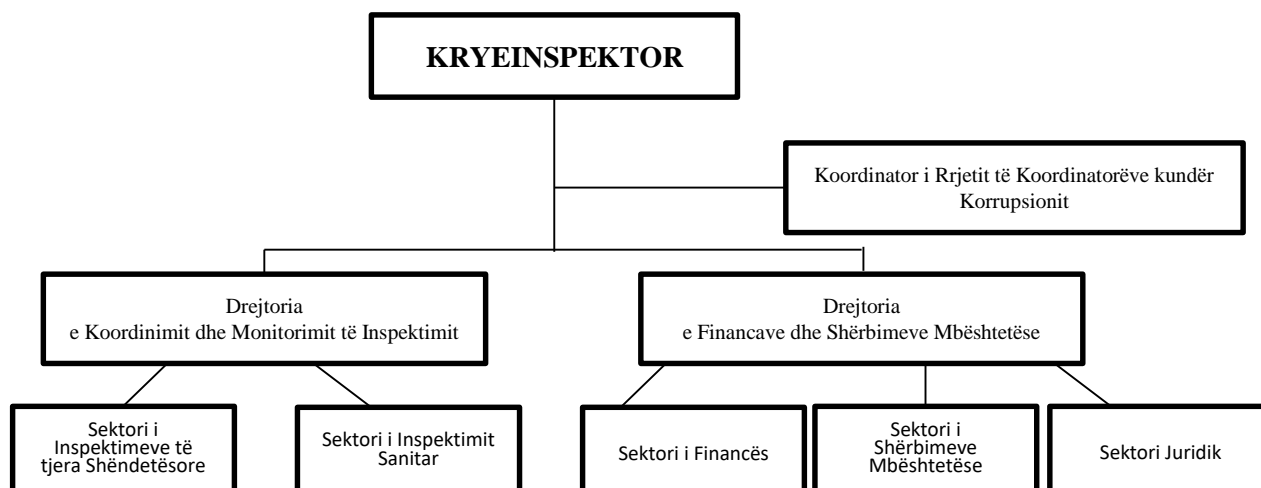 KRYEINSPEKTOR
Koordinator i Rrjetit të Koordinatorëve kundër
Korrupsionit
Drejtoria
e Koordinimit dhe Monitorimit të Inspektimit
Drejtoria
e Financave dhe Shërbimeve Mbështetëse
Sektori i
Inspektimeve të
tjera Shëndetësore
Sektori i Inspektimit
Sanitar
Sektori i Financës
Sektori i
Shërbimeve
Mbështetëse
Sektori Juridik